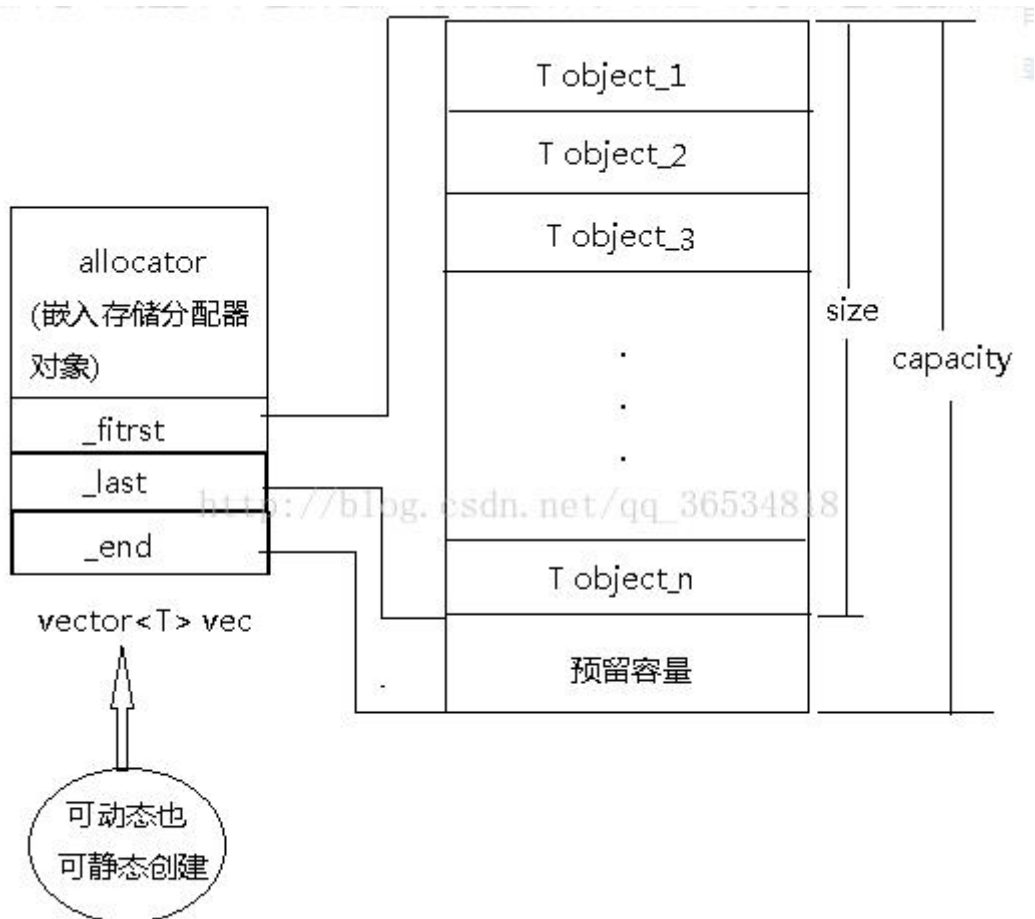 T object_1
T object_2
T object_3
allocator
(嵌入存储分配器
对象)
_fitrst
_last
_end
vector<T> vec
可动态也
可静态创建
.
.
.
T object_n
预留容量
size
capacity
http://blog.csdn.net/qq_36534818